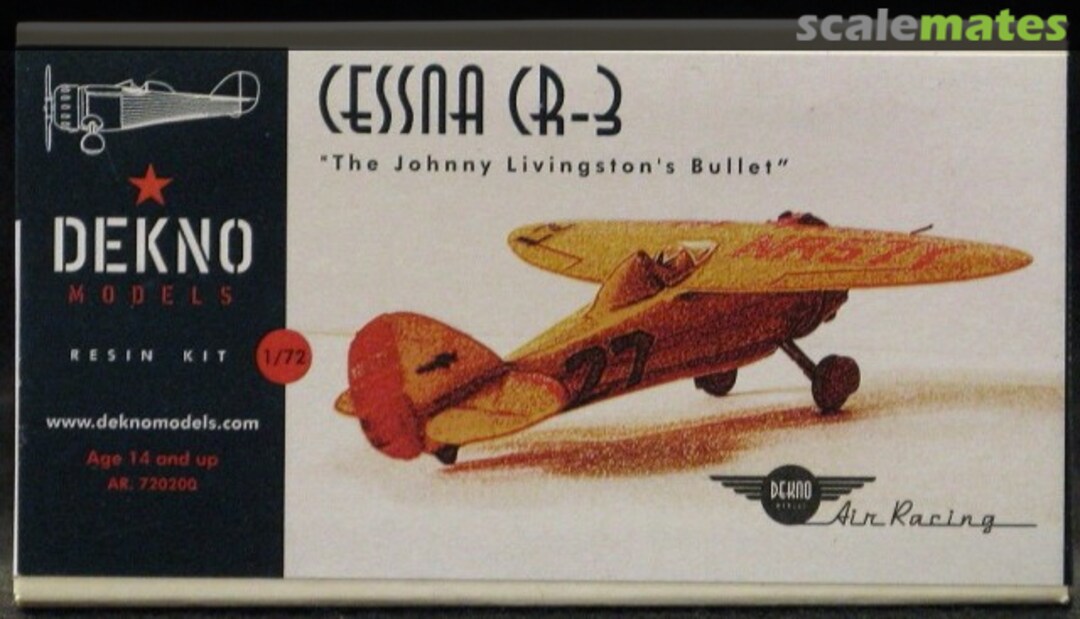 scalemates
CESSNA CR-3
"The Johnny Livingston's Bullet"
DEKNO
MODELS
RESIN KIT
1/72
www.deknomodels.com
Age 14 and up
AR. 720200
27
DEKNO
MODELS
Air Racing